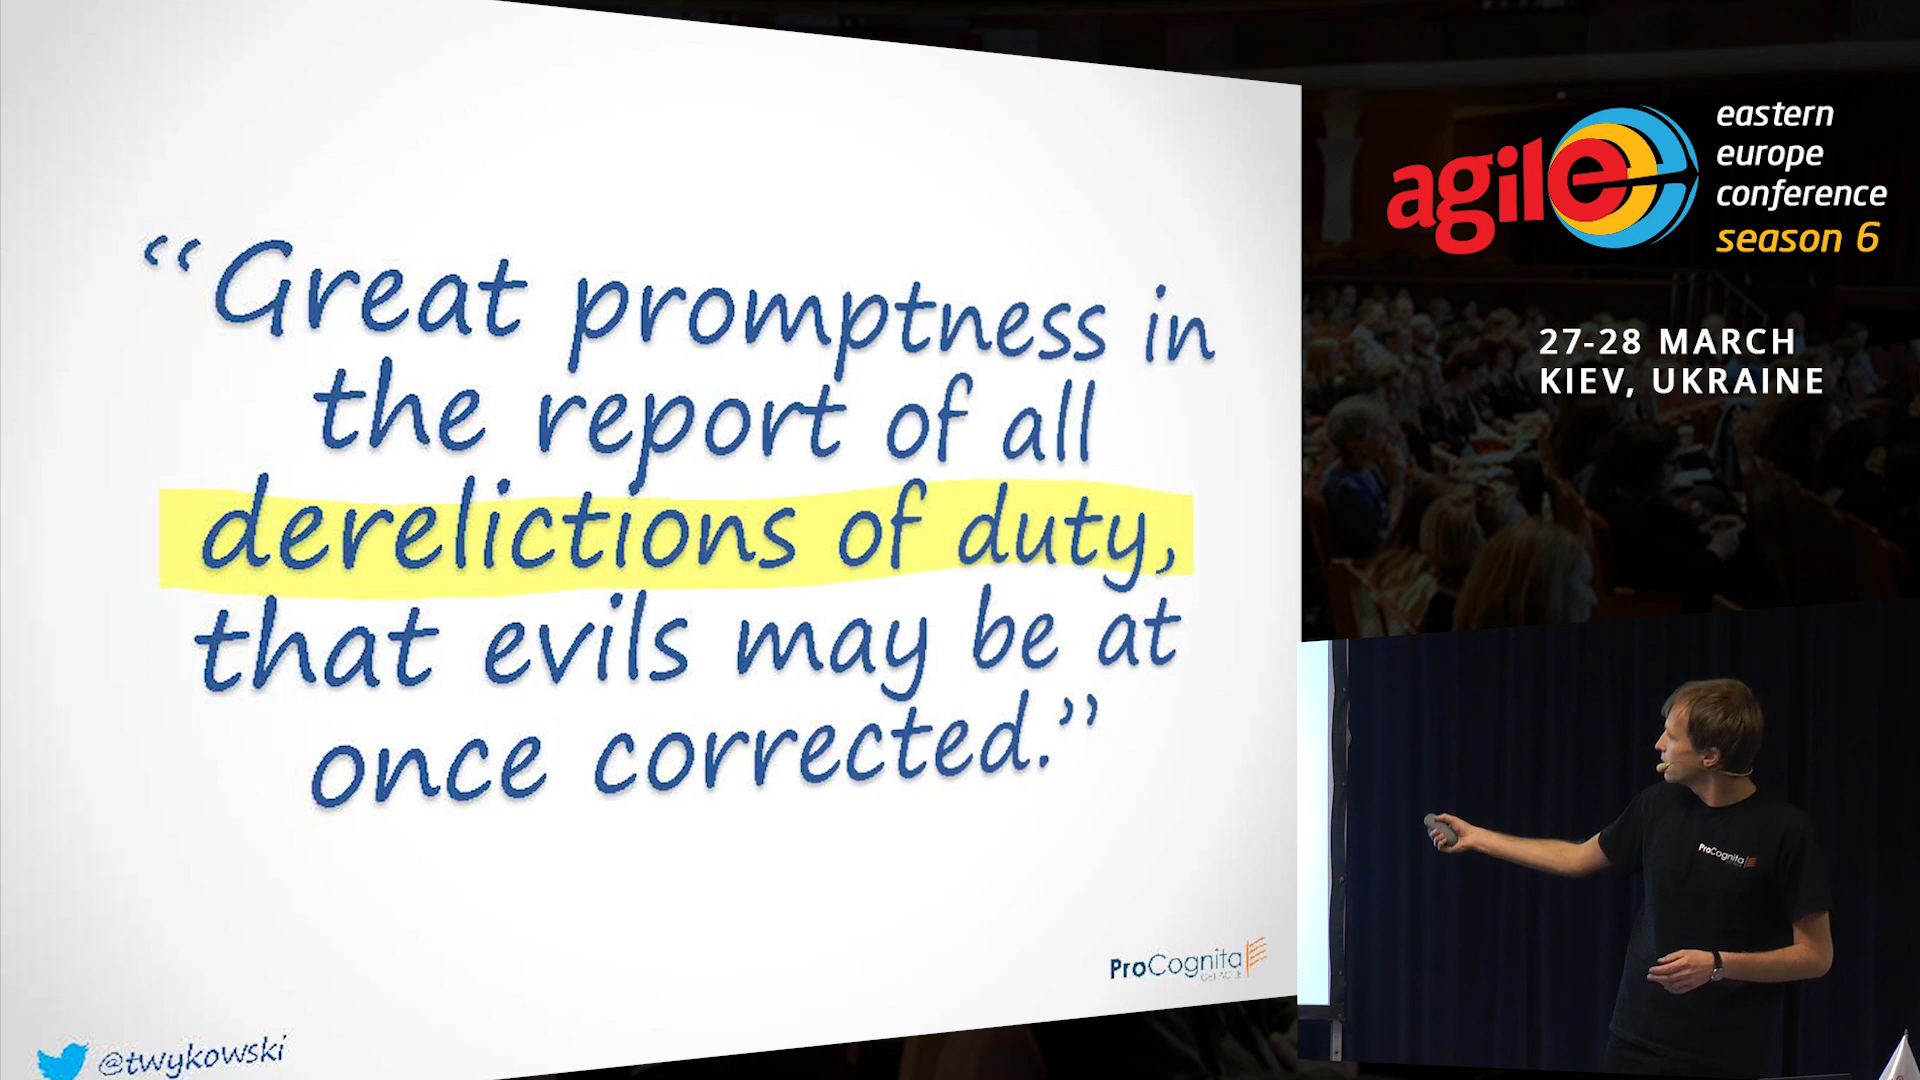 “Great promptness in
the report of all
derelictions of duty,
that evils may be at
once corrected.”
ProCognita
@twykowski
agile
eastern
europe
conference
season 6
27-28 MARCH
KIEV, UKRAINE
ProCognita